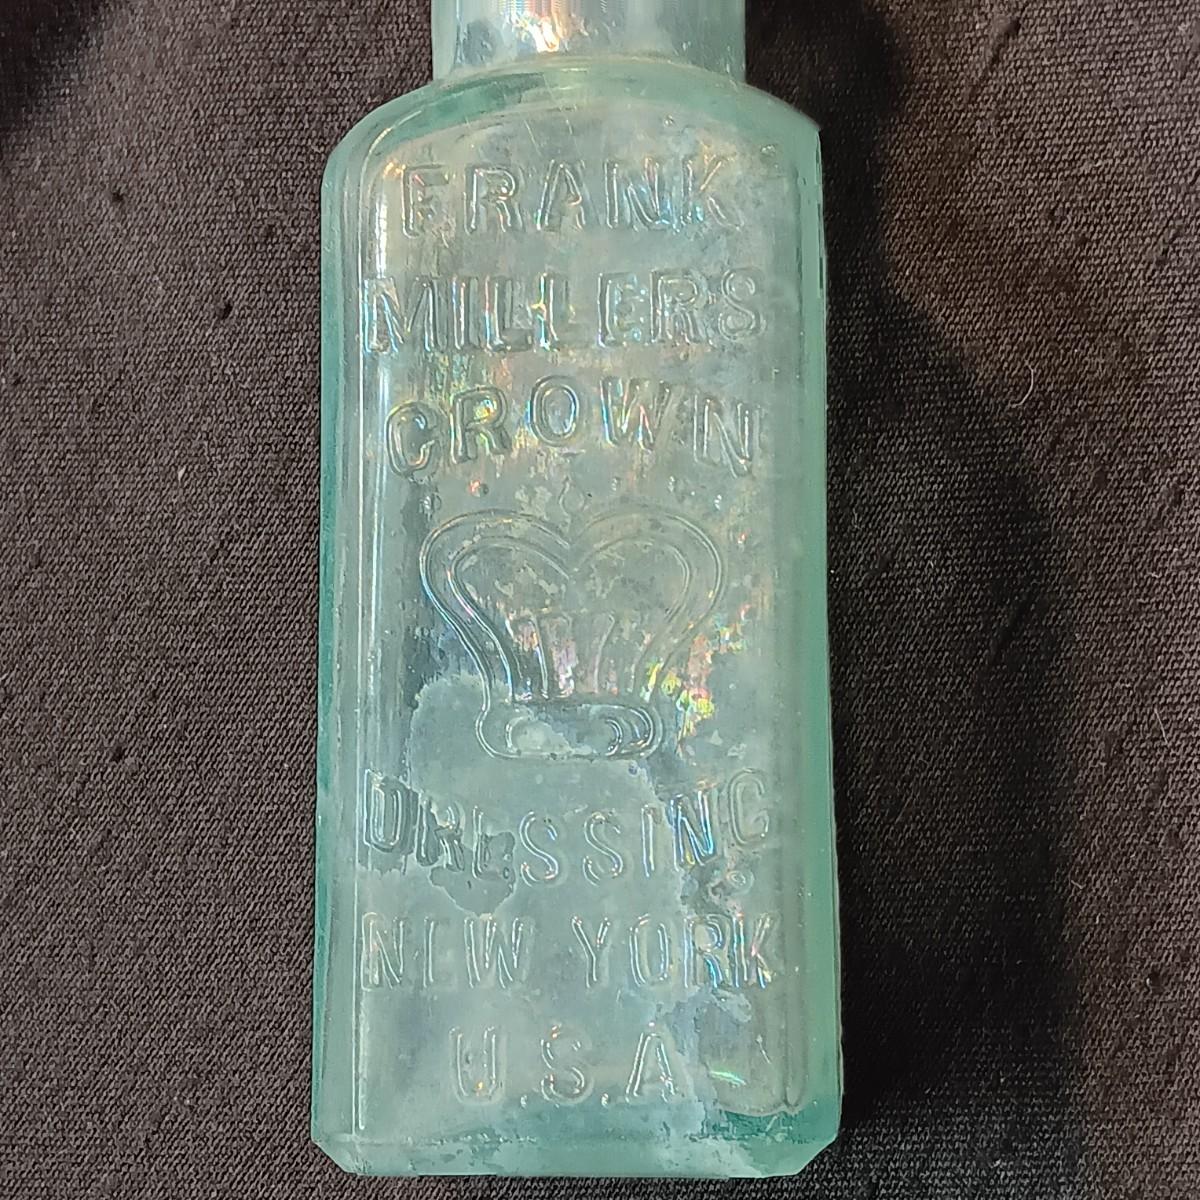 FRANK
MILLERS
CROWN
DRESSING
NEW YORK
U.S.A